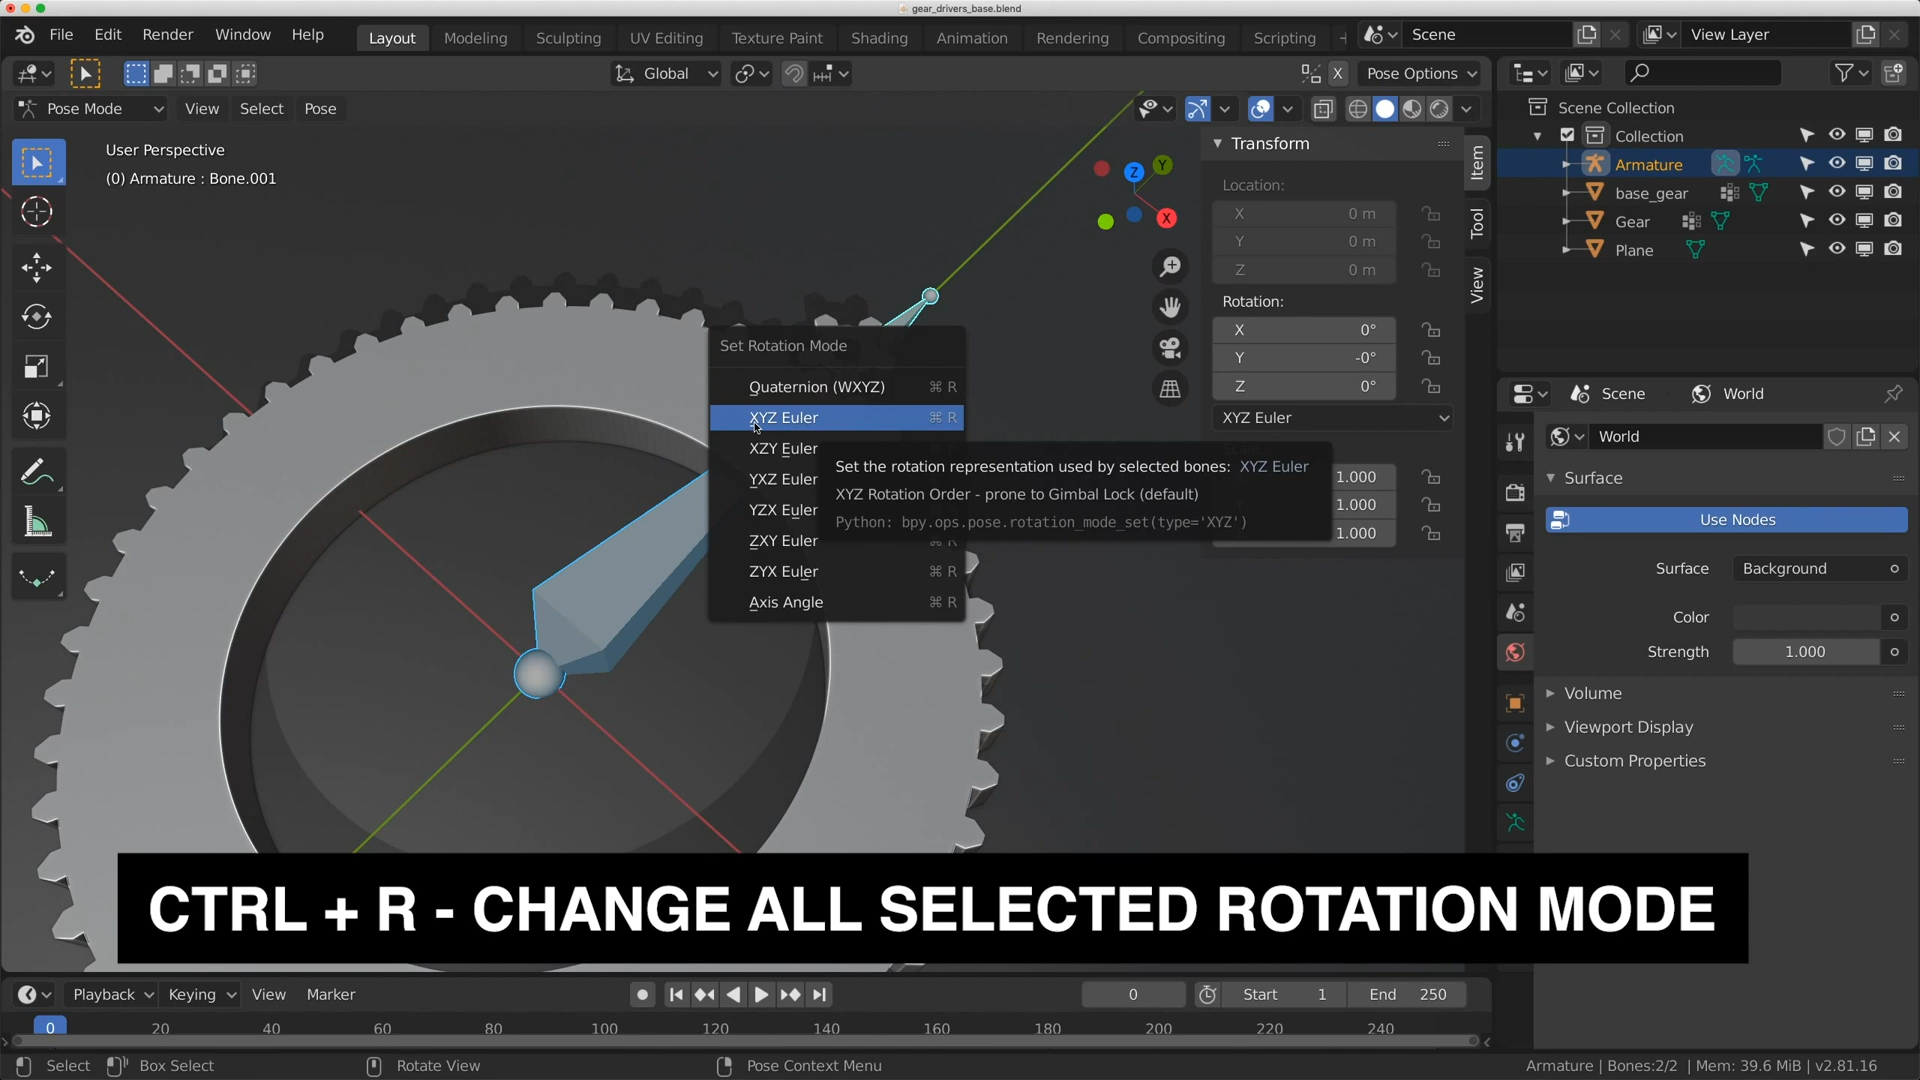 gear_drivers_base.blend
File Edit Render Window Help
Layout Modeling Sculpting UV Editing Texture Paint Shading Animation Rendering Compositing Scripting
Scene
View Layer
Global
X Pose Options
Pose Mode View Select Pose
User Perspective
(0) Armature : Bone.001
Z
Y
X
Transform
Location:
X 0 m
Y 0 m
Z 0 m
Rotation:
X 0°
Y -0°
Z 0°
XYZ Euler
1.000
1.000
1.000
Item
Tool
View
Set Rotation Mode
Quaternion (WXYZ) ⌘ R
XYZ Euler ⌘ R
XZY Euler
YXZ Euler
YZX Euler
ZXY Euler ⌘ R
ZYX Euler ⌘ R
Axis Angle ⌘ R
Set the rotation representation used by selected bones: XYZ Euler
XYZ Rotation Order - prone to Gimbal Lock (default)
Python: bpy.ops.pose.rotation_mode_set(type='XYZ')
Scene Collection
Collection
Armature
base_gear
Gear
Plane
Scene World
World
Surface
Use Nodes
Surface Background
Color
Strength 1.000
Volume
Viewport Display
Custom Properties
CTRL + R - CHANGE ALL SELECTED ROTATION MODE
Playback Keying View Marker
0
Start 1
End 250
0 20 40 60 80 100 120 140 160 180 200 220 240
Select Box Select Rotate View Pose Context Menu
Armature | Bones:2/2 | Mem: 39.6 MiB | v2.81.16